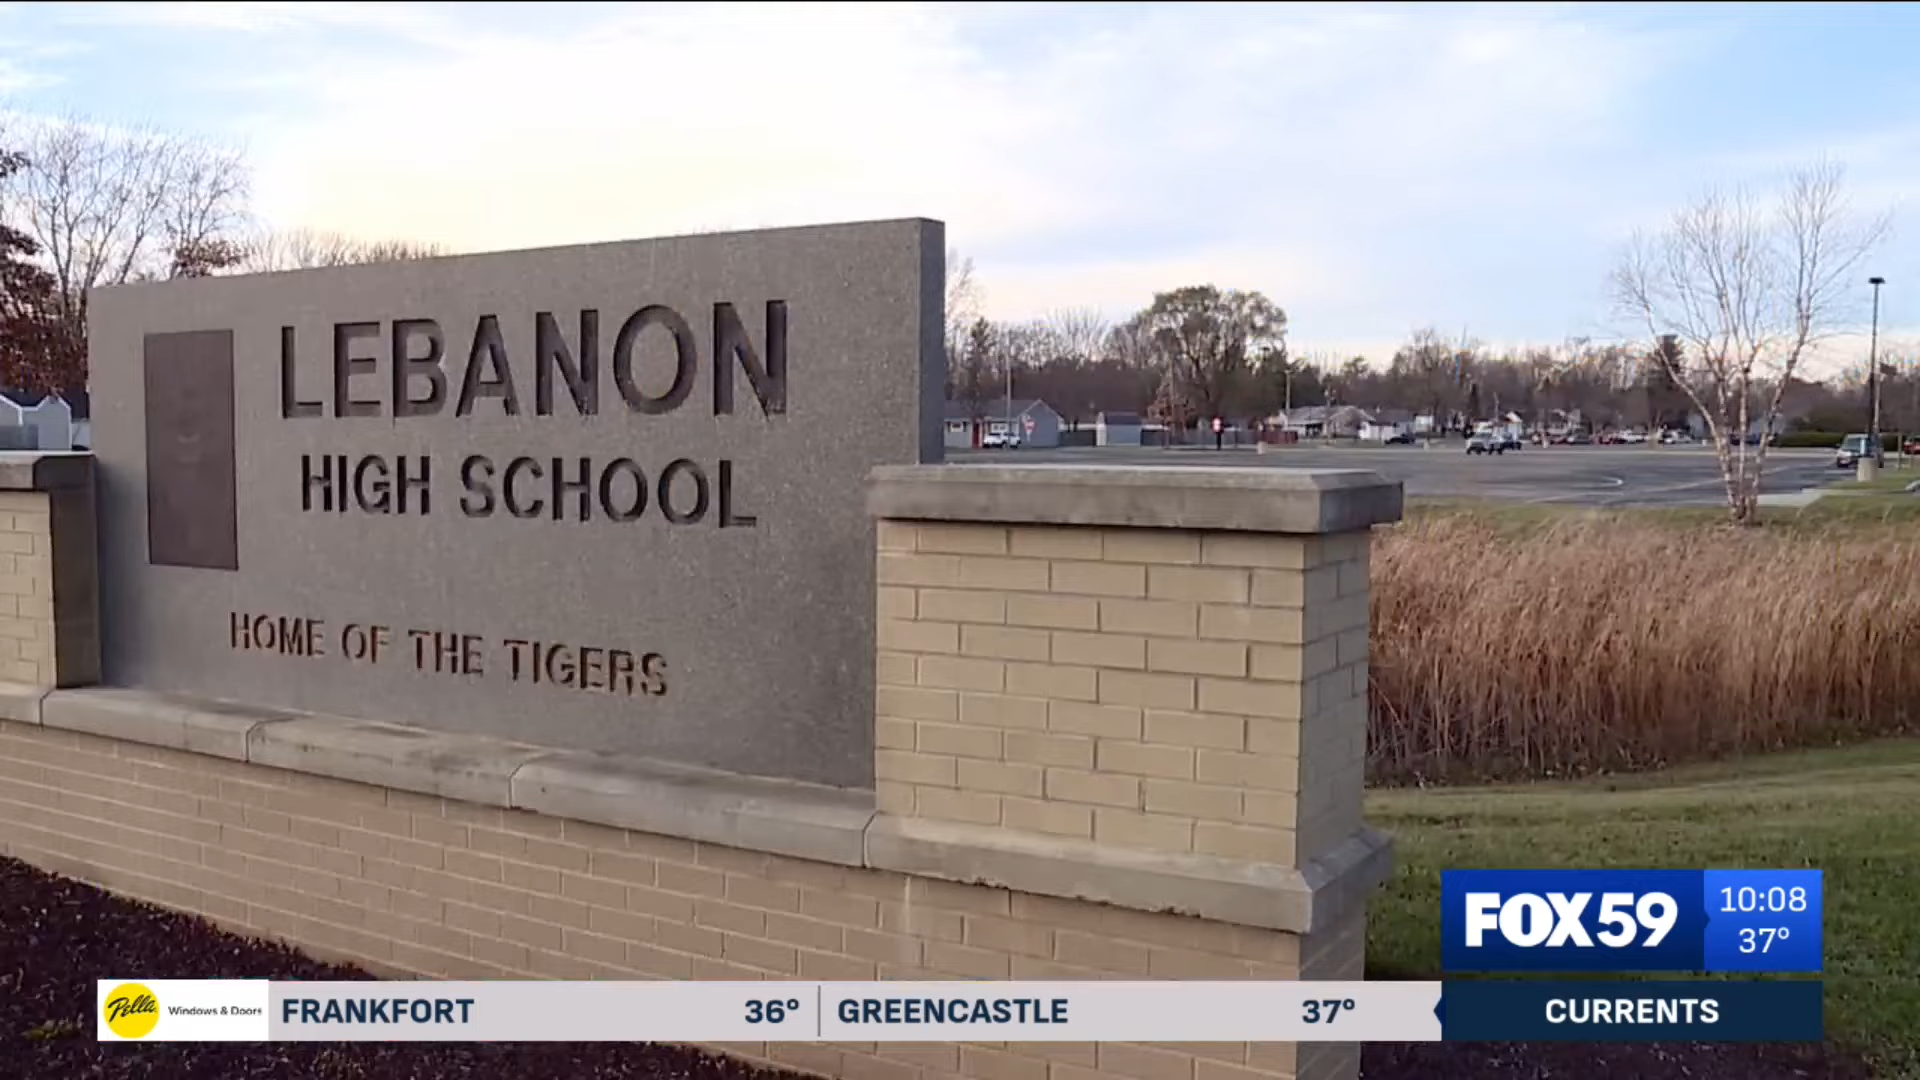 LEBANON
HIGH SCHOOL
HOME OF THE TIGERS
FOX59
10:08
37°
Pella Windows & Doors
FRANKFORT 36° GREENCASTLE 37°
CURRENTS